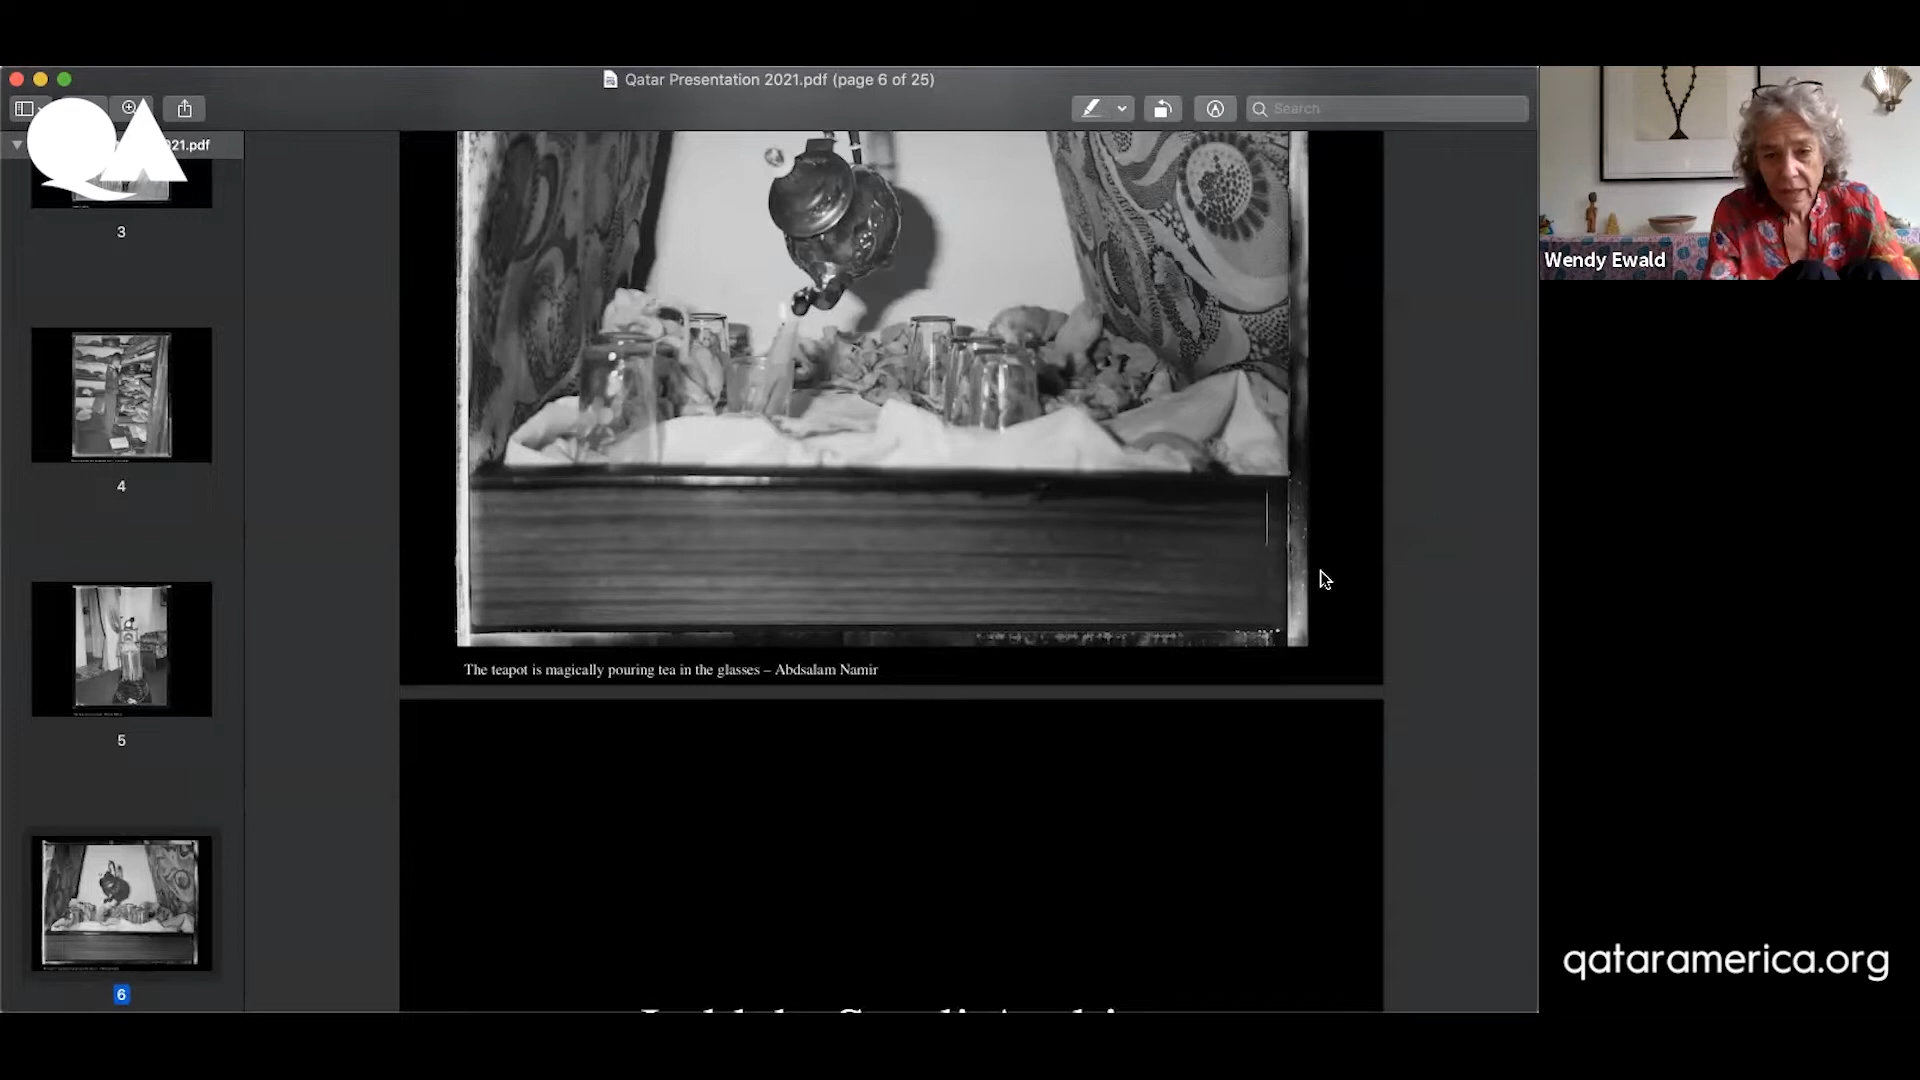 Qatar Presentation 2021.pdf (page 6 of 25)
Search
21.pdf
QA
3
4
5
6
The teapot is magically pouring tea in the glasses – Abdsalam Namir
Wendy Ewald
qataramerica.org